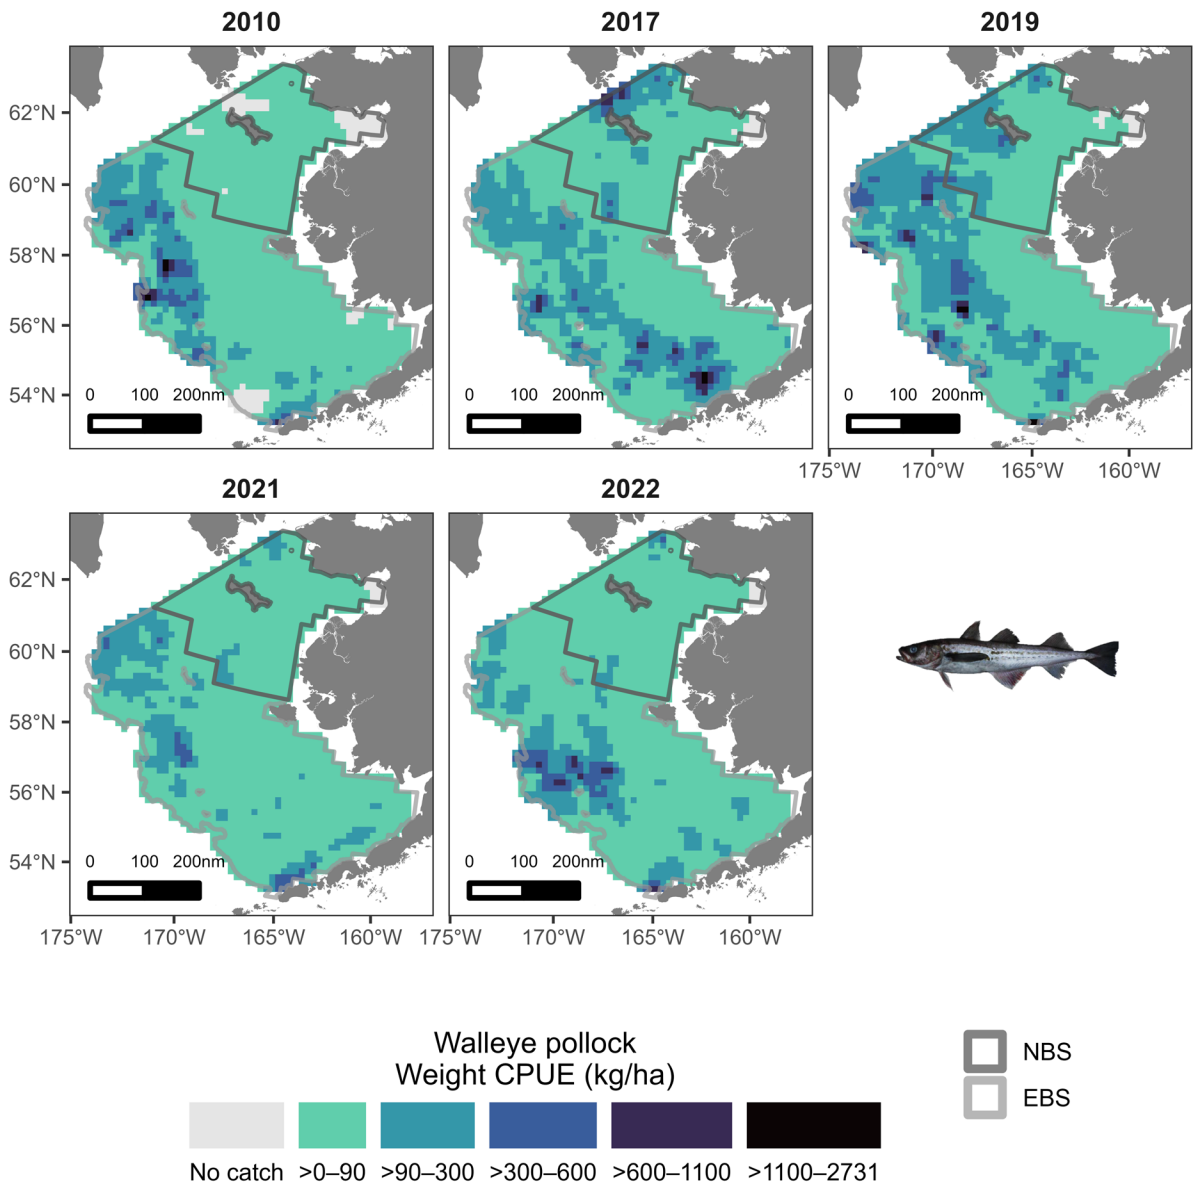 2010
2017
2019
62°N
60°N
58°N
56°N
54°N
0 100 200nm
0 100 200nm
0 100 200nm
175°W 170°W 165°W 160°W
2021
2022
62°N
60°N
58°N
56°N
54°N
0 100 200nm
0 100 200nm
175°W 170°W 165°W 160°W 175°W 170°W 165°W 160°W
Walleye pollock
Weight CPUE (kg/ha)
No catch >0–90 >90–300 >300–600 >600–1100 >1100–2731
NBS
EBS